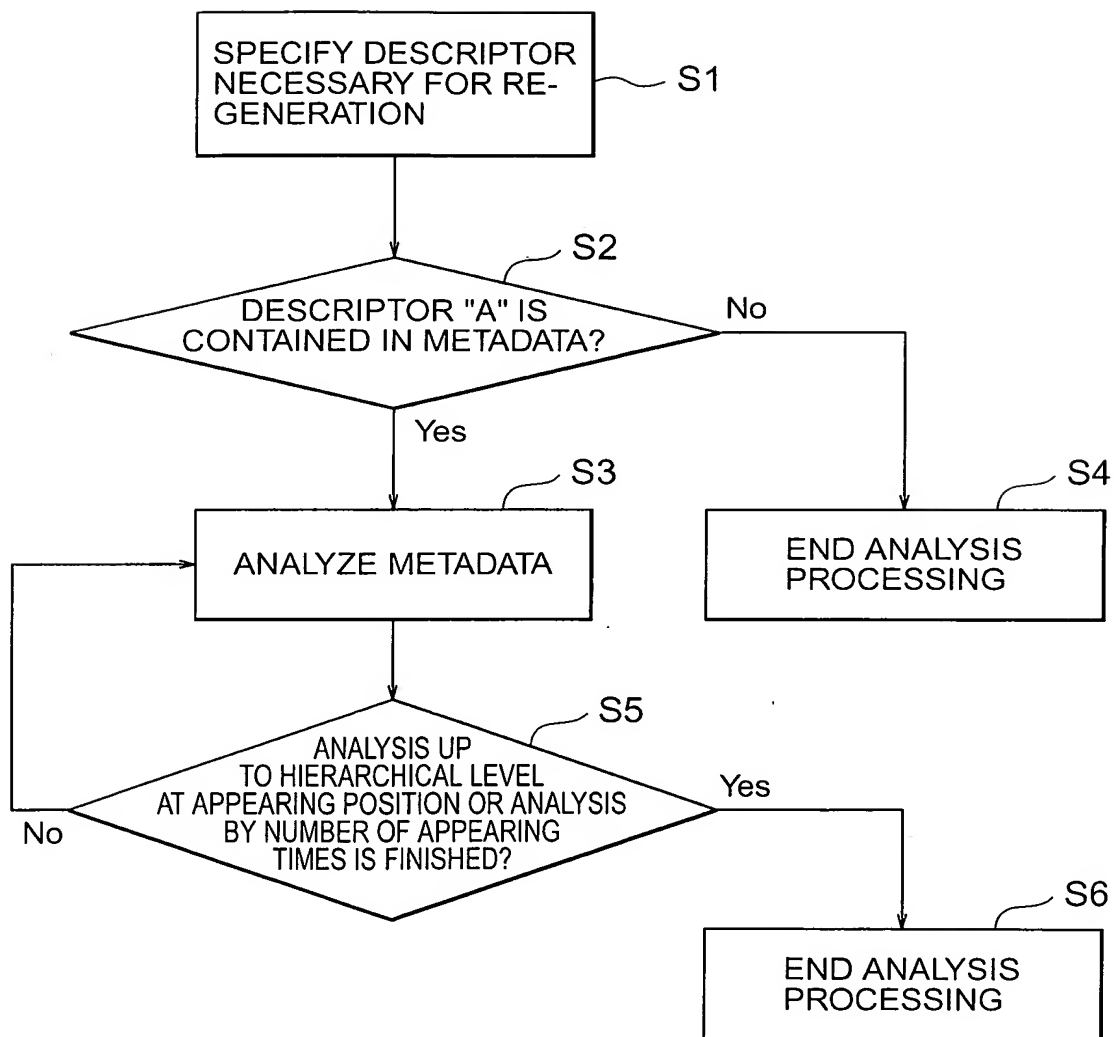 SPECIFY DESCRIPTOR
NECESSARY FOR RE-
GENERATION
S1
S2
DESCRIPTOR "A" IS
CONTAINED IN METADATA?
No
Yes
S3
S4
ANALYZE METADATA
END ANALYSIS
PROCESSING
S5
ANALYSIS UP
TO HIERARCHICAL LEVEL
AT APPEARING POSITION OR ANALYSIS
BY NUMBER OF APPEARING
TIMES IS FINISHED?
No
Yes
S6
END ANALYSIS
PROCESSING